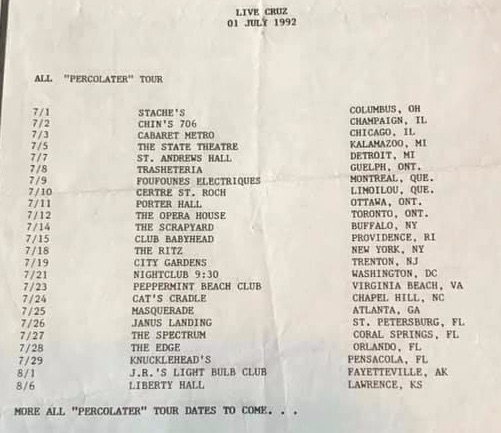 LIVE CRUZ
01 JULY 1992
ALL "PERCOLATER" TOUR
7/1 STACHE'S COLUMBUS, OH
7/2 CHIN'S 706 CHAMPAIGN, IL
7/3 CABARET METRO CHICAGO, IL
7/5 THE STATE THEATRE KALAMAZOO, MI
7/7 ST. ANDREWS HALL DETROIT, MI
7/8 TRASHETERIA GUELPH, ONT.
7/9 FOUFOUNES ELECTRIQUES MONTREAL, QUE.
7/10 CERTRE ST. ROCH LIMOILOU, QUE.
7/11 PORTER HALL OTTAWA, ONT.
7/12 THE OPERA HOUSE TORONTO, ONT.
7/14 THE SCRAPYARD BUFFALO, NY
7/15 CLUB BABYHEAD PROVIDENCE, RI
7/18 THE RITZ NEW YORK, NY
7/19 CITY GARDENS TRENTON, NJ
7/21 NIGHTCLUB 9:30 WASHINGTON, DC
7/23 PEPPERMINT BEACH CLUB VIRGINIA BEACH, VA
7/24 CAT'S CRADLE CHAPEL HILL, NC
7/25 MASQUERADE ATLANTA, GA
7/26 JANUS LANDING ST. PETERSBURG, FL
7/27 THE SPECTRUM CORAL SPRINGS, FL
7/28 THE EDGE ORLANDO, FL
7/29 KNUCKLEHEAD'S PENSACOLA, FL
8/1 J.R.'S LIGHT BULB CLUB FAYETTEVILLE, AK
8/6 LIBERTY HALL LAWRENCE, KS
MORE ALL "PERCOLATER" TOUR DATES TO COME. . .